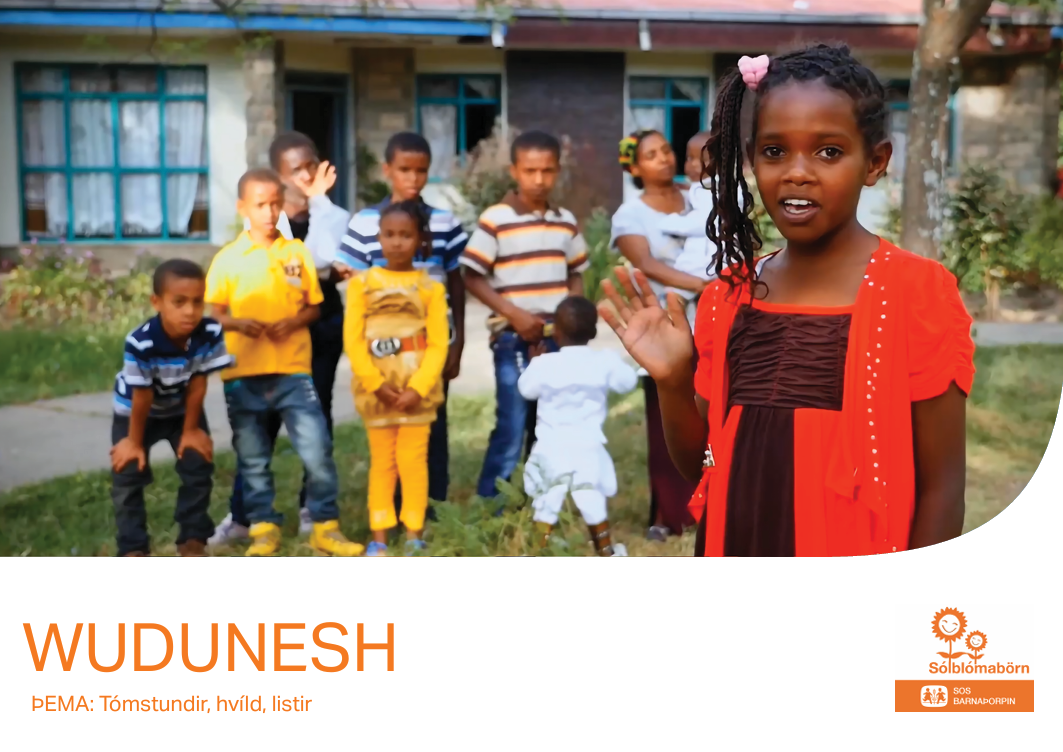 WUDUNESH
ÞEMA: Tómstundir, hvíld, listir
Sólblómabörn
SOS
BARNAÞORPIN